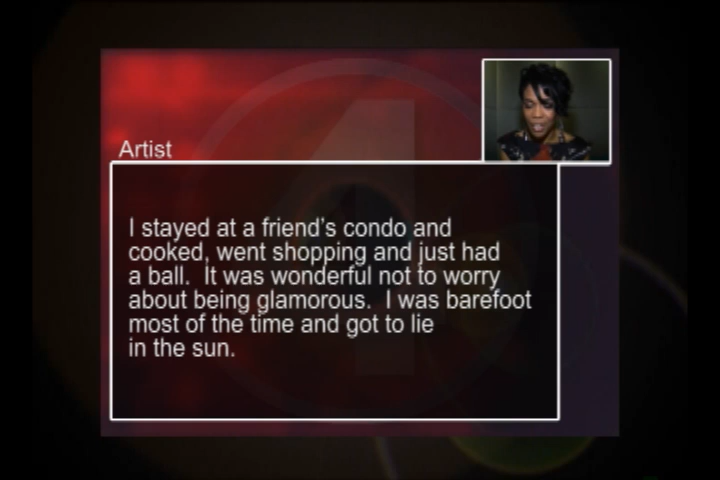 Artist
I stayed at a friend's condo and
cooked, went shopping and just had
a ball. It was wonderful not to worry
about being glamorous. I was barefoot
most of the time and got to lie
in the sun.